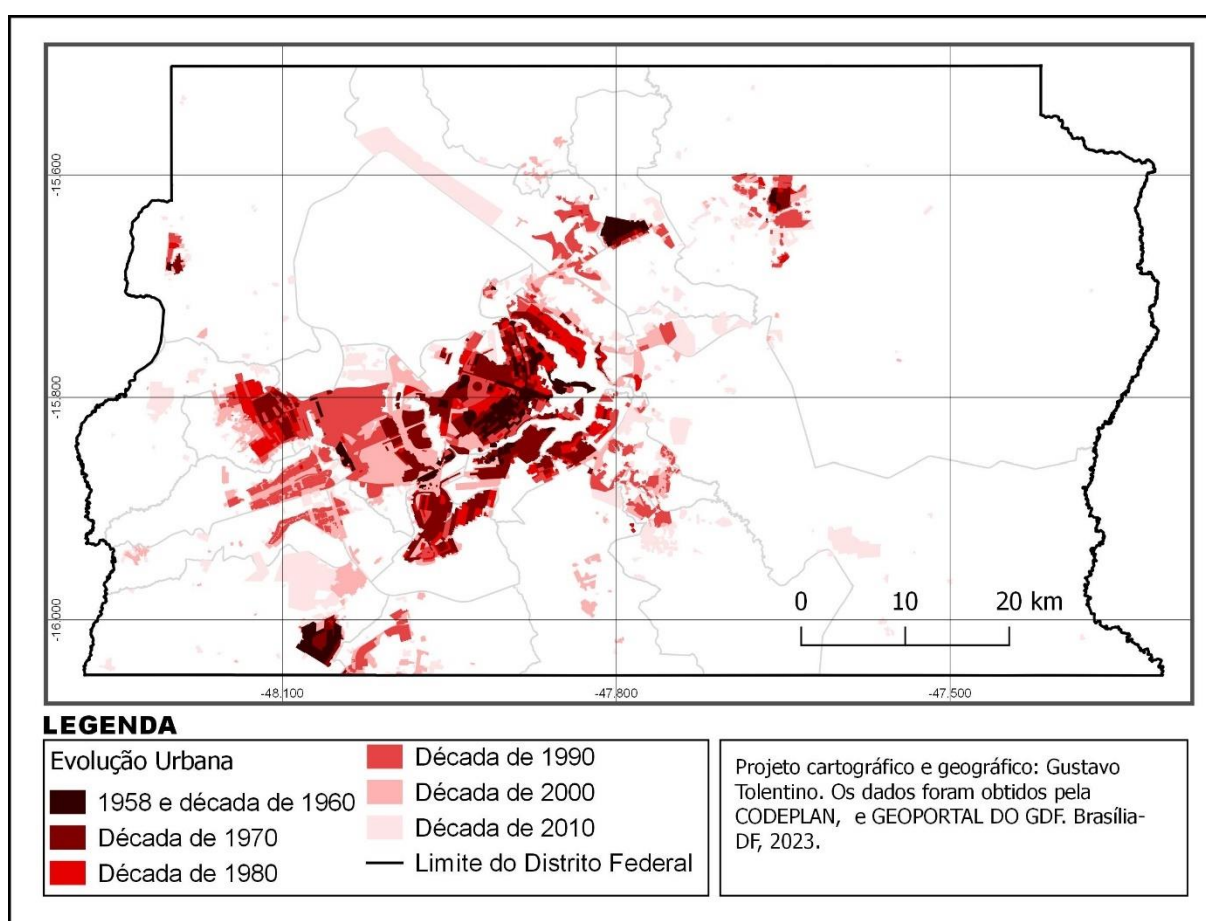 -15.600
-15.800
-16.000
0 10 20 km
-48.100 -47.800 -47.500
LEGENDA
Evolução Urbana
1958 e década de 1960
Década de 1970
Década de 1980
Década de 1990
Década de 2000
Década de 2010
Limite do Distrito Federal
Projeto cartográfico e geográfico: Gustavo
Tolentino. Os dados foram obtidos pela
CODEPLAN, e GEOPORTAL DO GDF. Brasília-
DF, 2023.